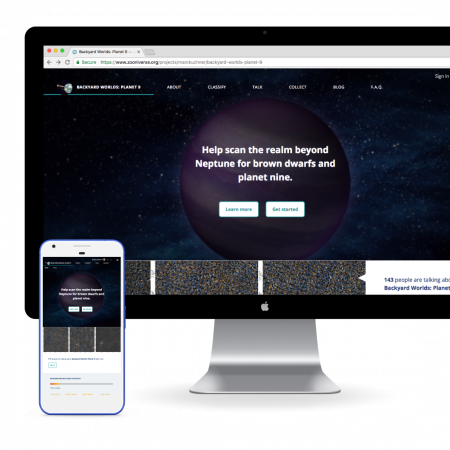 Backyard Worlds: Planet 9
Secure https://www.zooniverse.org/projects/marckuchner/backyard-worlds-planet-9
Sign in
BACKYARD WORLDS: PLANET 9 ABOUT CLASSIFY TALK COLLECT BLOG F.A.Q.
Help scan the realm beyond
Neptune for brown dwarfs and
planet nine.
Learn more Get started
143 people are talking abo
Backyard Worlds: Planet
Help scan the realm beyond
Neptune for brown dwarfs and
planet nine.